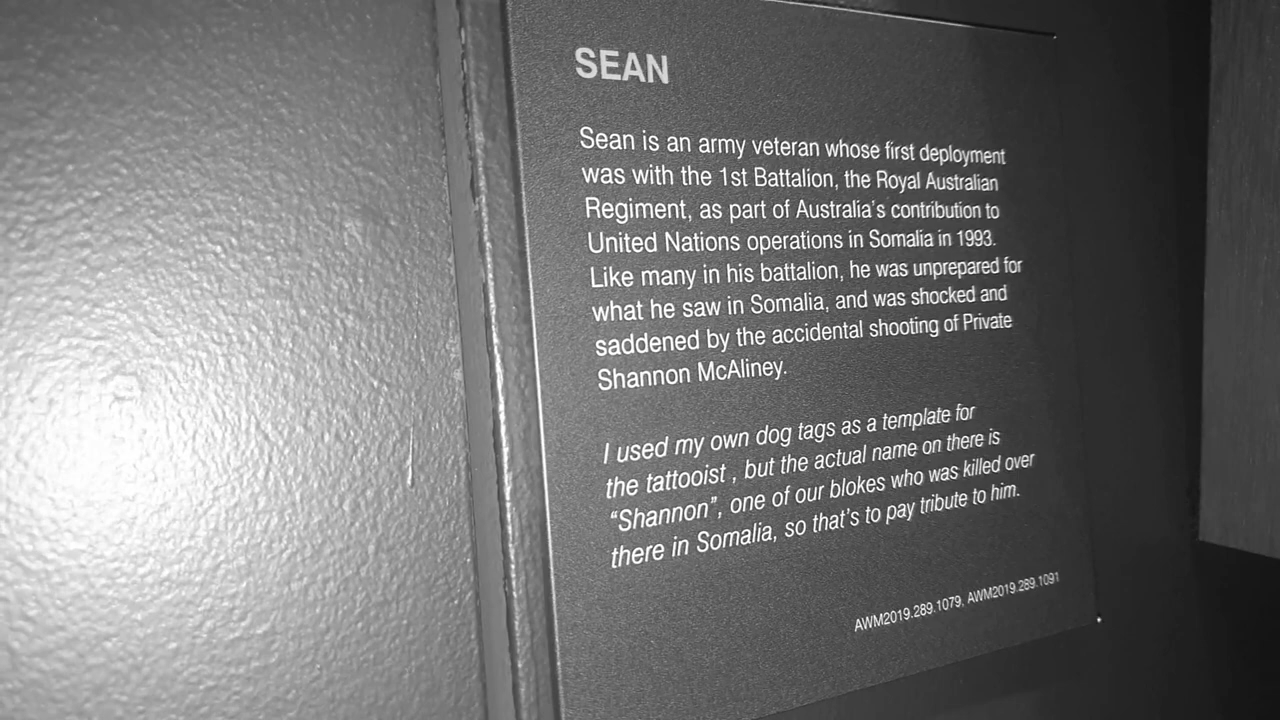 SEAN
Sean is an army veteran whose first deployment
was with the 1st Battalion, the Royal Australian
Regiment, as part of Australia's contribution to
United Nations operations in Somalia in 1993.
Like many in his battalion, he was unprepared for
what he saw in Somalia, and was shocked and
saddened by the accidental shooting of Private
Shannon McAliney.
I used my own dog tags as a template for
the tattooist , but the actual name on there is
“Shannon”, one of our blokes who was killed over
there in Somalia, so that's to pay tribute to him.
AWM2019.289.1079, AWM2019.289.1091